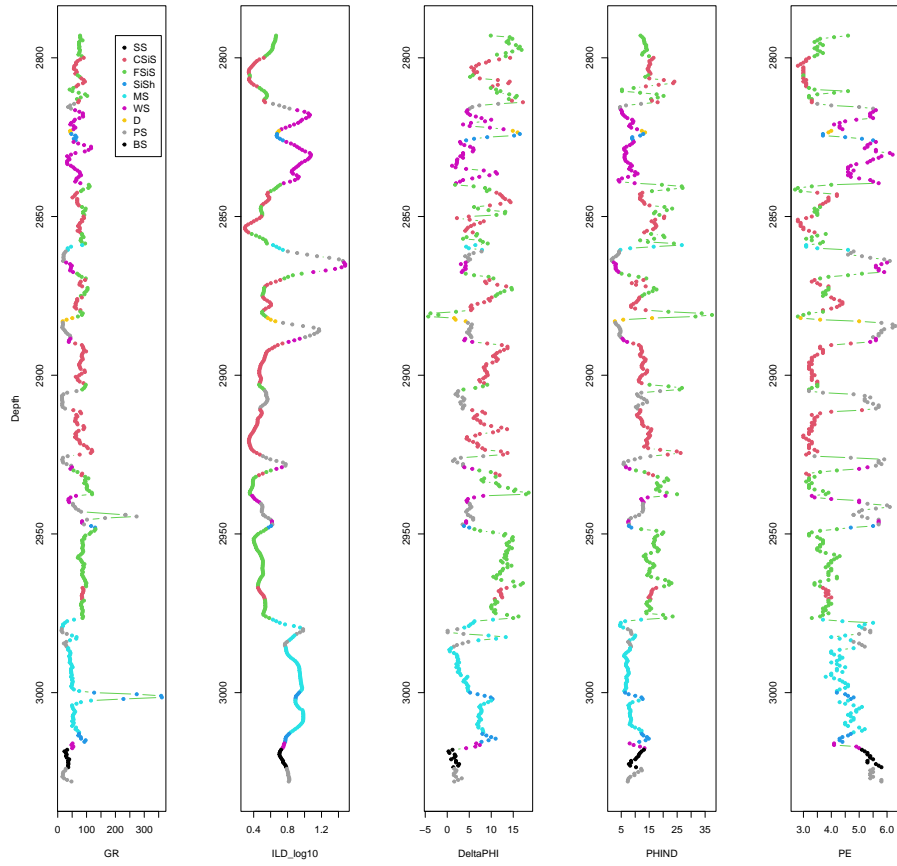 SS
CSiS
FSiS
SiSh
MS
WS
D
PS
BS
Depth
2800
2850
2900
2950
3000
2800
2850
2900
2950
3000
2800
2850
2900
2950
3000
2800
2850
2900
2950
3000
2800
2850
2900
2950
3000
0 100 200 300
0.4 0.8 1.2
−5 0 5 10 15
5 15 25 35
3.0 4.0 5.0 6.0
GR
ILD_log10
DeltaPHI
PHIND
PE